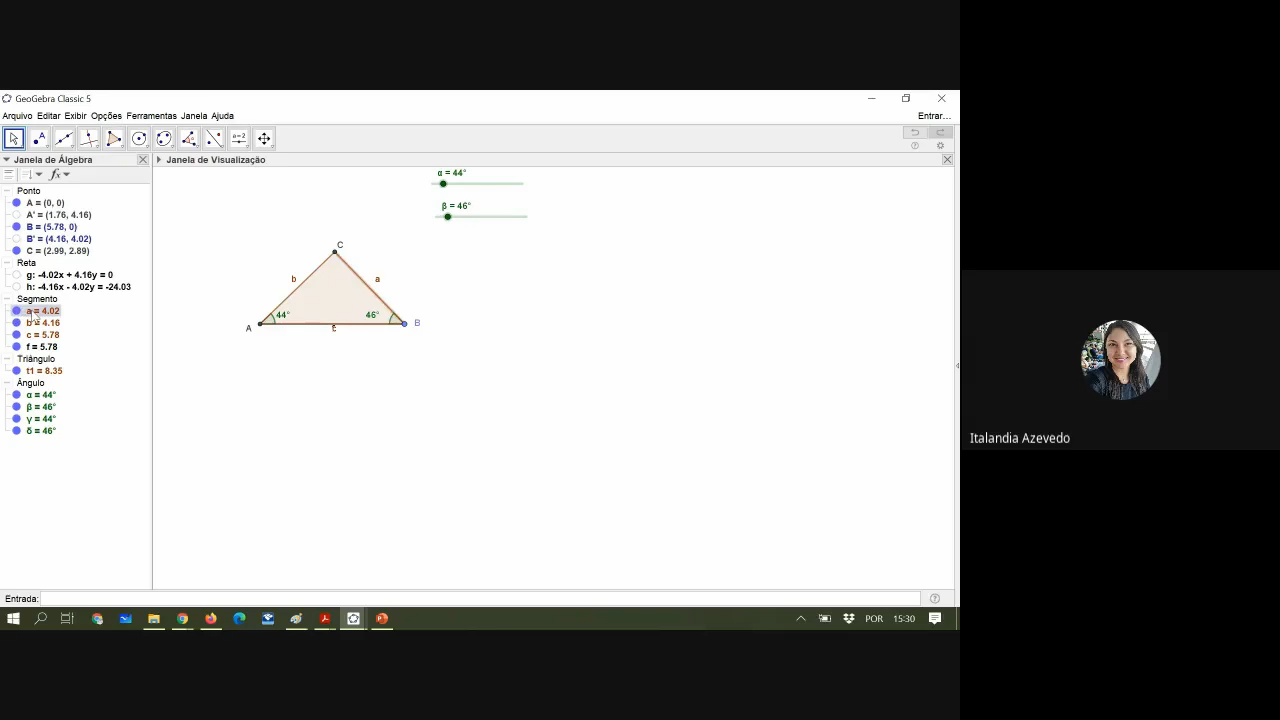 GeoGebra Classic 5
Arquivo Editar Exibir Opções Ferramentas Janela Ajuda
Entrar…
Janela de Álgebra
Janela de Visualização
Ponto
A = (0, 0)
A' = (1.76, 4.16)
B = (5.78, 0)
B' = (4.16, 4.02)
C = (2.99, 2.89)
Reta
g: -4.02x + 4.16y = 0
h: -4.16x - 4.02y = -24.03
Segmento
a = 4.02
b = 4.16
c = 5.78
f = 5.78
Triângulo
t1 = 8.35
Ângulo
α = 44°
β = 46°
γ = 44°
δ = 46°
α = 44°
β = 46°
C
b
a
44°
46°
A
B
Italandia Azevedo
Entrada:
POR
15:30